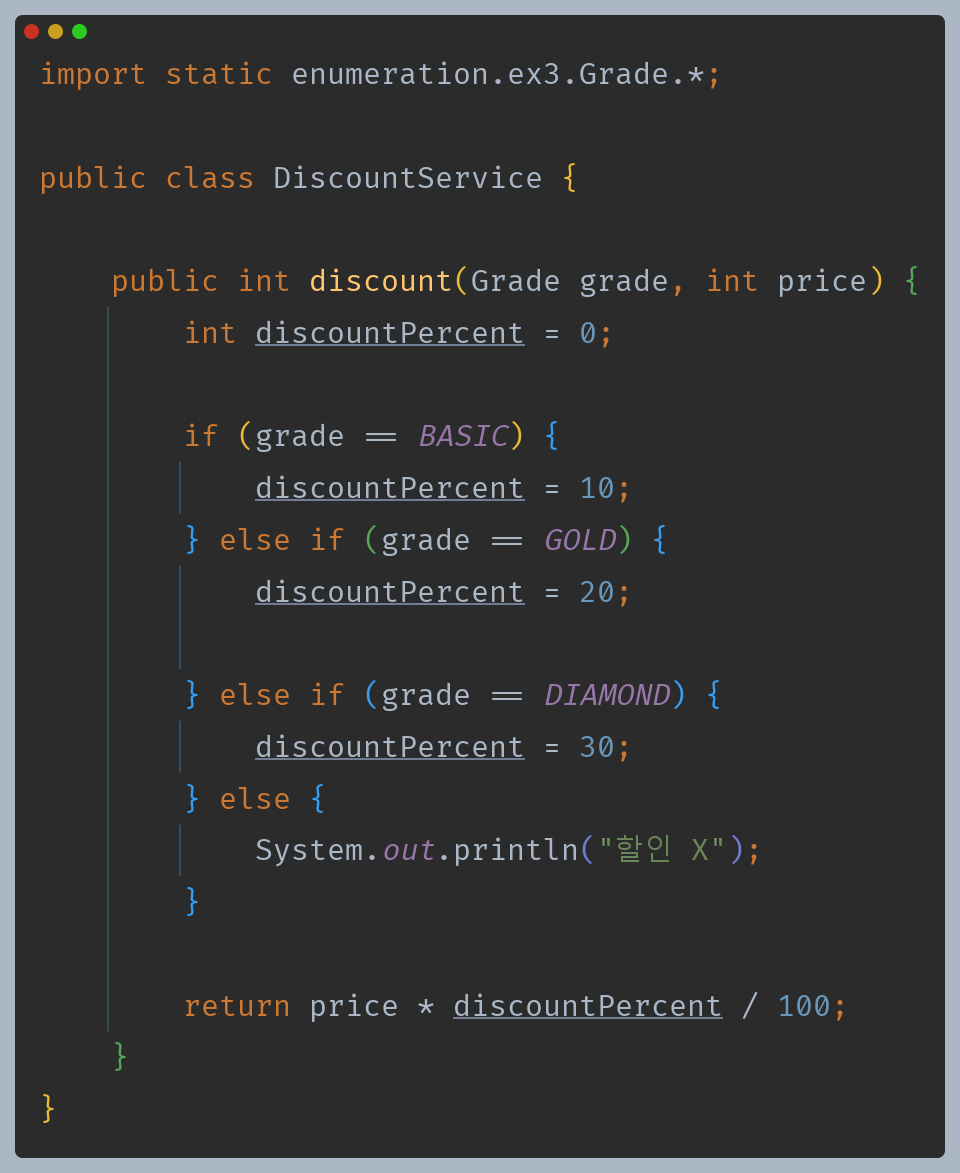 import static enumeration.ex3.Grade.*;
public class DiscountService {
public int discount(Grade grade, int price) {
int discountPercent = 0;
if (grade == BASIC) {
discountPercent = 10;
} else if (grade == GOLD) {
discountPercent = 20;
} else if (grade == DIAMOND) {
discountPercent = 30;
} else {
System.out.println("할인 X");
}
return price * discountPercent / 100;
}
}